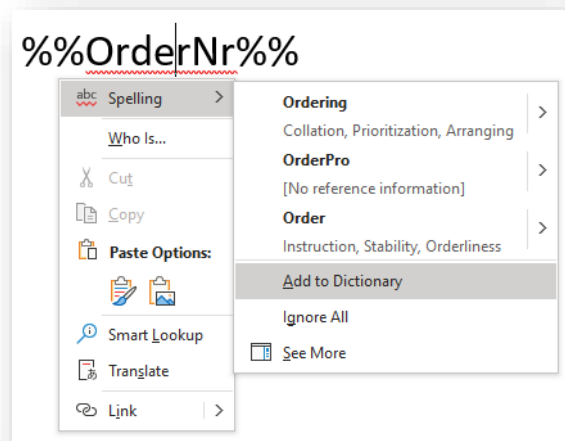 %%OrderNr%%
abc Spelling >
Who Is...
Cut
Copy
Paste Options:
Smart Lookup
Translate
Link >
Ordering >
Collation, Prioritization, Arranging
OrderPro >
[No reference information]
Order >
Instruction, Stability, Orderliness
Add to Dictionary
Ignore All
See More